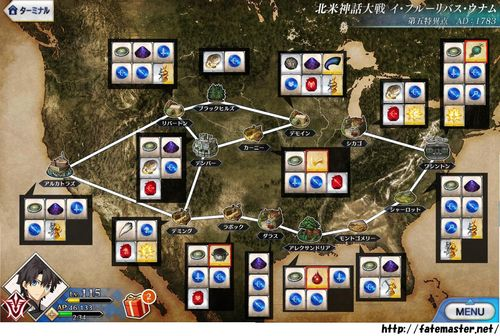 ターミナル
北米神話大戦 イ・プルーリバス・ウナム
第五特異点 AD:1783
ブラックヒルズ
リバートン
デモイン
シカゴ
カーニー
デンバー
ワシントン
アルカトラズ
シャーロット
デミング
ラボック
ダラス
アレクサンドリア
モントゴメリー
Lv.115
2
MENU
http://fatemaster.net/